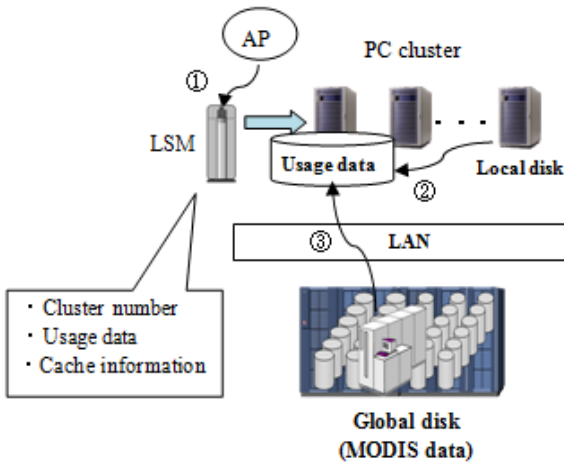 AP
PC cluster
①
LSM
Usage data
Local disk
②
③
LAN
・ Cluster number
・ Usage data
・ Cache information
Global disk
(MODIS data)